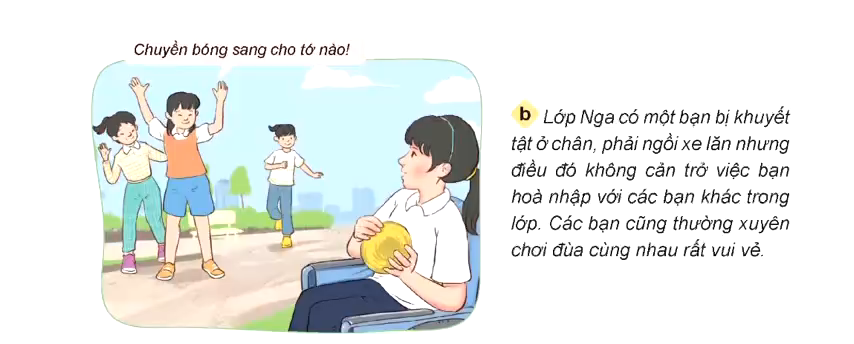 Chuyền bóng sang cho tớ nào!
b Lớp Nga có một bạn bị khuyết
tật ở chân, phải ngồi xe lăn nhưng
điều đó không cản trở việc bạn
hoà nhập với các bạn khác trong
lớp. Các bạn cũng thường xuyên
chơi đùa cùng nhau rất vui vẻ.